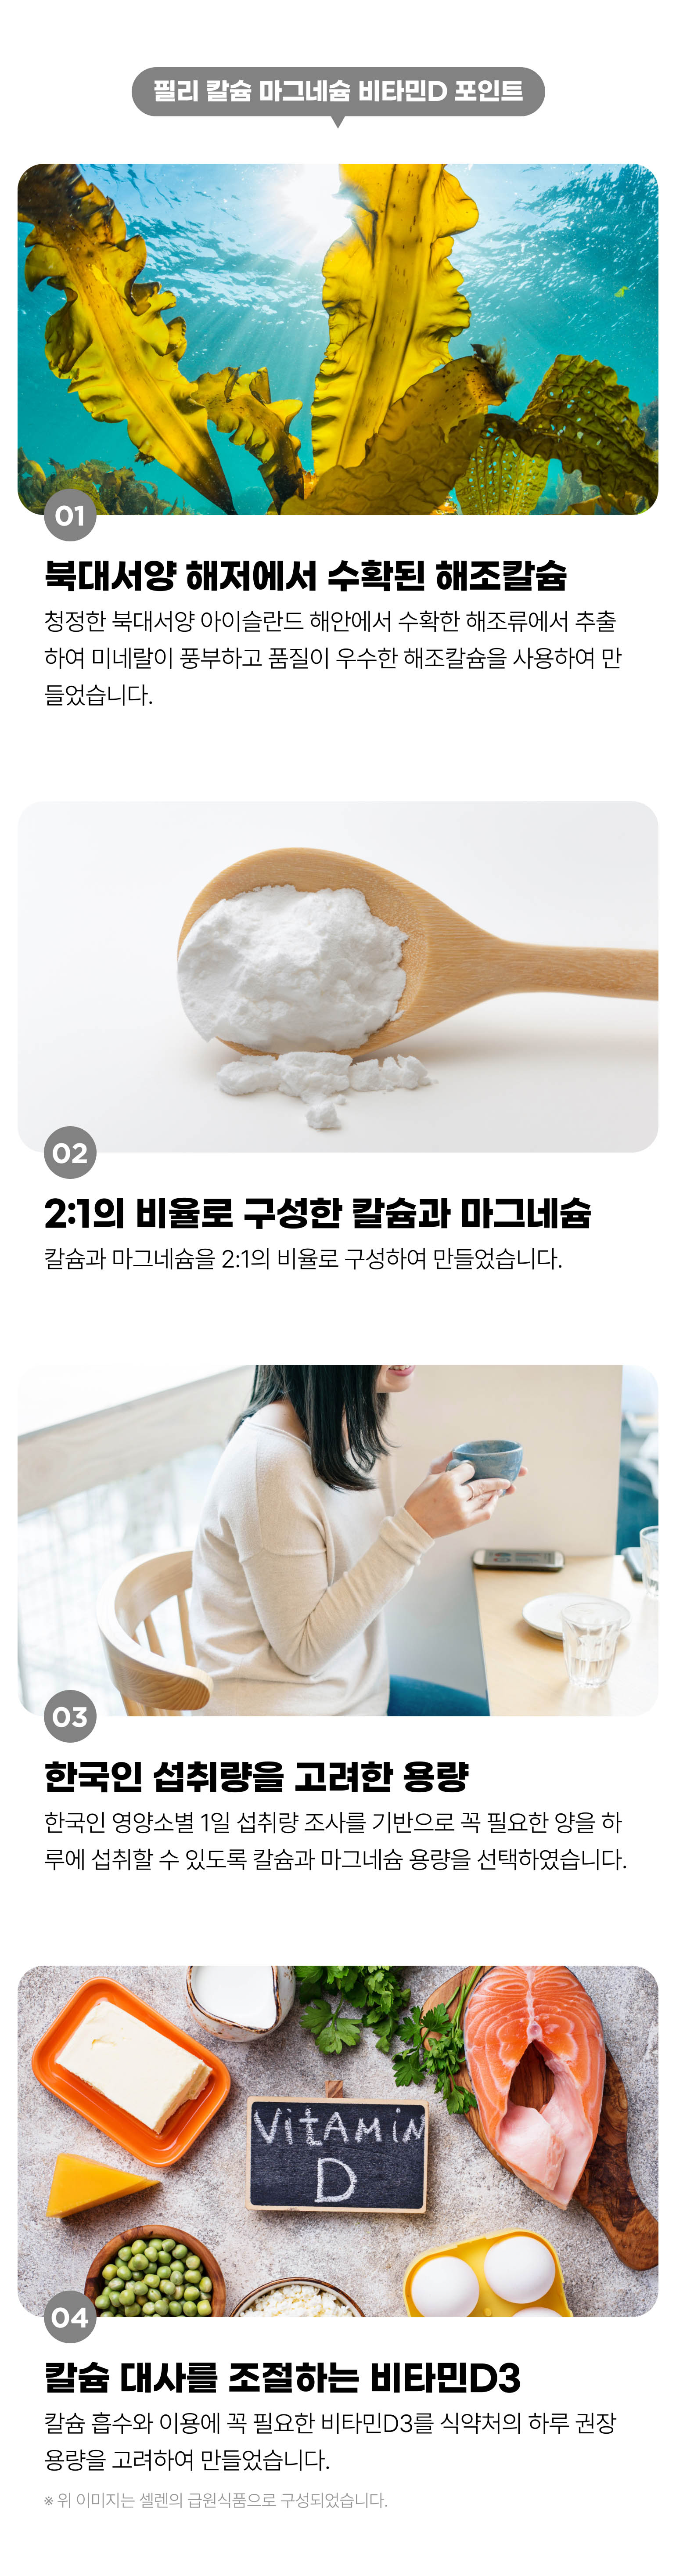 필리 칼슘 마그네슘 비타민D 포인트
01
북대서양 해저에서 수확된 해조칼슘
청정한 북대서양 아이슬란드 해안에서 수확한 해조류에서 추출
하여 미네랄이 풍부하고 품질이 우수한 해조칼슘을 사용하여 만
들었습니다.
02
2:1의 비율로 구성한 칼슘과 마그네슘
칼슘과 마그네슘을 2:1의 비율로 구성하여 만들었습니다.
03
한국인 섭취량을 고려한 용량
한국인 영양소별 1일 섭취량 조사를 기반으로 꼭 필요한 양을 하
루에 섭취할 수 있도록 칼슘과 마그네슘 용량을 선택하였습니다.
VitAMiN
D
04
칼슘 대사를 조절하는 비타민D3
칼슘 흡수와 이용에 꼭 필요한 비타민D3를 식약처의 하루 권장
용량을 고려하여 만들었습니다.
※ 위 이미지는 셀렌의 급원식품으로 구성되었습니다.